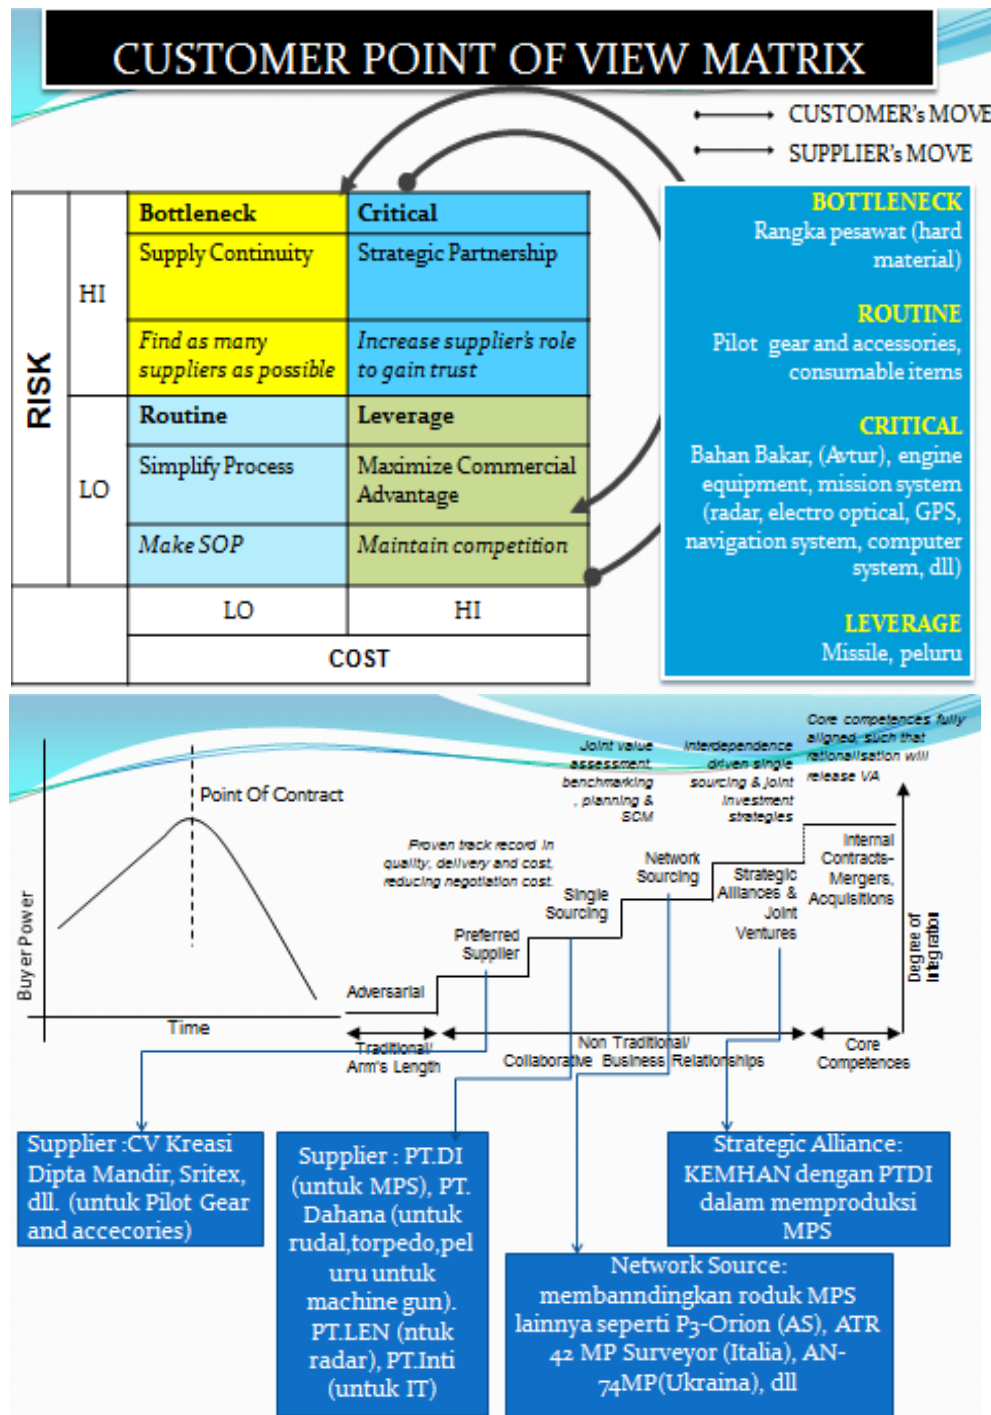 CUSTOMER POINT OF VIEW MATRIX
CUSTOMER's MOVE
SUPPLIER's MOVE
RISK
HI
LO
Bottleneck
Supply Continuity
Find as many
suppliers as possible
Critical
Strategic Partnership
Increase supplier's role
to gain trust
Routine
Simplify Process
Make SOP
Leverage
Maximize Commercial
Advantage
Maintain competition
LO
HI
COST
BOTTLENECK
Rangka pesawat (hard
material)
ROUTINE
Pilot gear and accessories,
consumable items
CRITICAL
Bahan Bakar, (Avtur), engine
equipment, mission system
(radar, electro optical, GPS,
navigation system, computer
system, dll)
LEVERAGE
Missile, peluru
Buyer Power
Point Of Contract
Time
Proven track record in
quality, delivery and cost,
reducing negotiation cost.
Joint value
assessment,
benchmarking
, planning &
SCM
Interdependence
driven single
sourcing & joint
investment
strategies
Core competences fully
aligned, such that
rationalisation will
release VA
Adversarial
Preferred
Supplier
Single
Sourcing
Network
Sourcing
Strategic
Alliances &
Joint
Ventures
Internal
Contracts-
Mergers,
Acquisitions
Degree of
Integration
Traditional/
Arm's Length
Non Traditional/
Collaborative Business Relationships
Core
Competences
Supplier :CV Kreasi
Dipta Mandir, Sritex,
dll. (untuk Pilot Gear
and accecories)
Supplier : PT.DI
(untuk MPS), PT.
Dahana (untuk
rudal,torpedo,pel
uru untuk
machine gun).
PT.LEN (ntuk
radar), PT.Inti
(untuk IT)
Strategic Alliance:
KEMHAN dengan PTDI
dalam memproduksi
MPS
Network Source:
membanndingkan roduk MPS
lainnya seperti P3-Orion (AS), ATR
42 MP Surveyor (Italia), AN-
74MP(Ukraina), dll